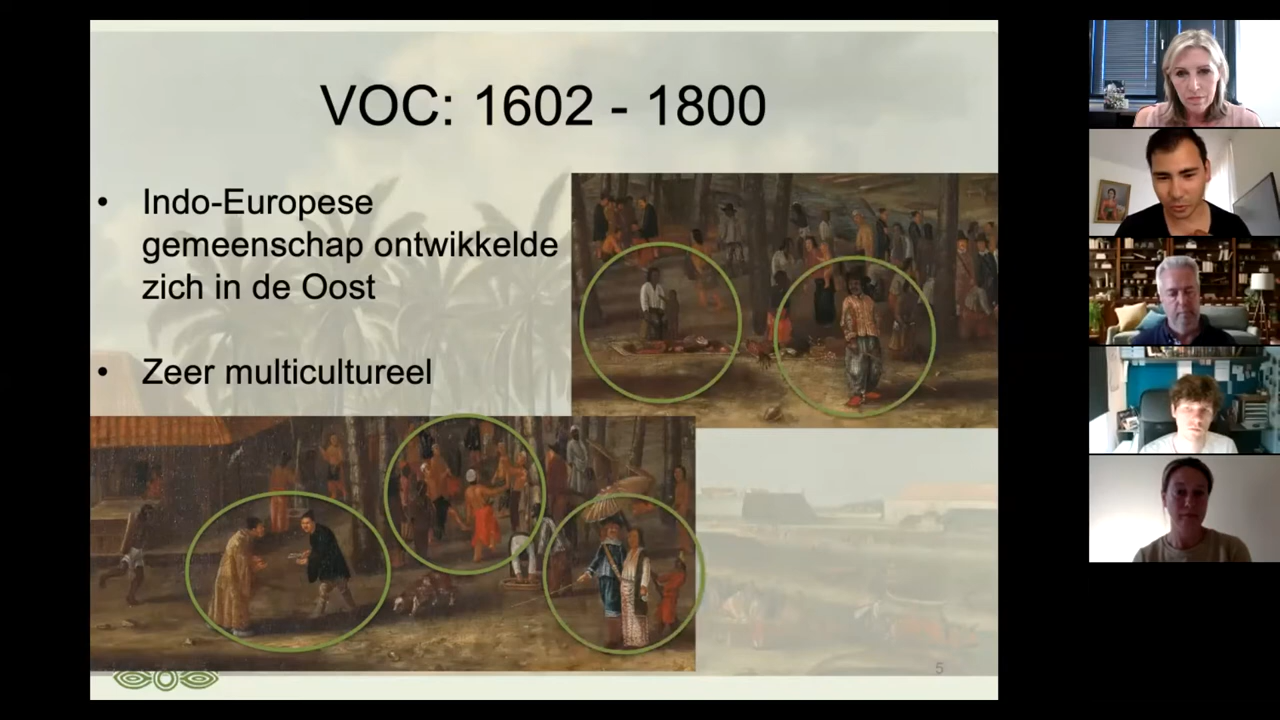 VOC: 1602 - 1800
• Indo-Europese
gemeenschap ontwikkelde
zich in de Oost
• Zeer multicultureel
5